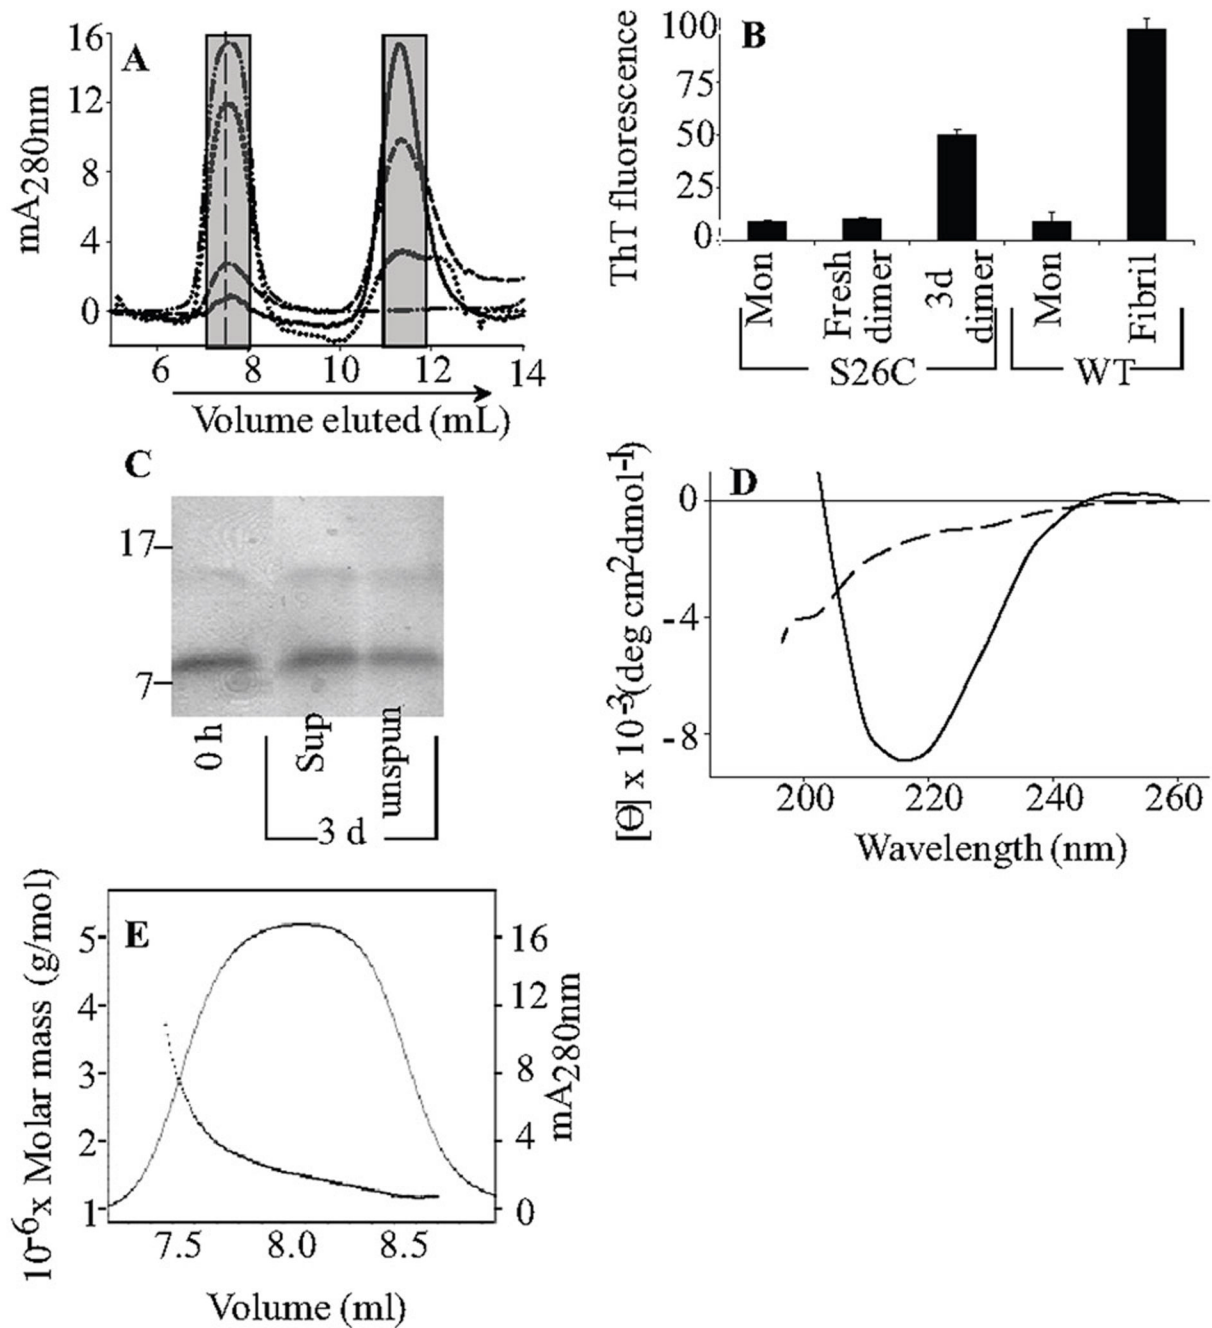 A
mA280nm
16
12
8
4
0
6 8 10 12 14
Volume eluted (mL)
B
ThT fluorescence
100
75
50
25
0
Mon
Fresh dimer
3d dimer
Mon
Fibril
S26C
WT
C
17
7
0 h
Sup
unspun
3 d
D
[Θ] x 10-3(deg cm2dmol-1)
0
-4
-8
200 220 240 260
Wavelength (nm)
E
10-6x Molar mass (g/mol)
5
4
3
2
1
16
12
8
4
0
mA280nm
7.5 8.0 8.5
Volume (ml)